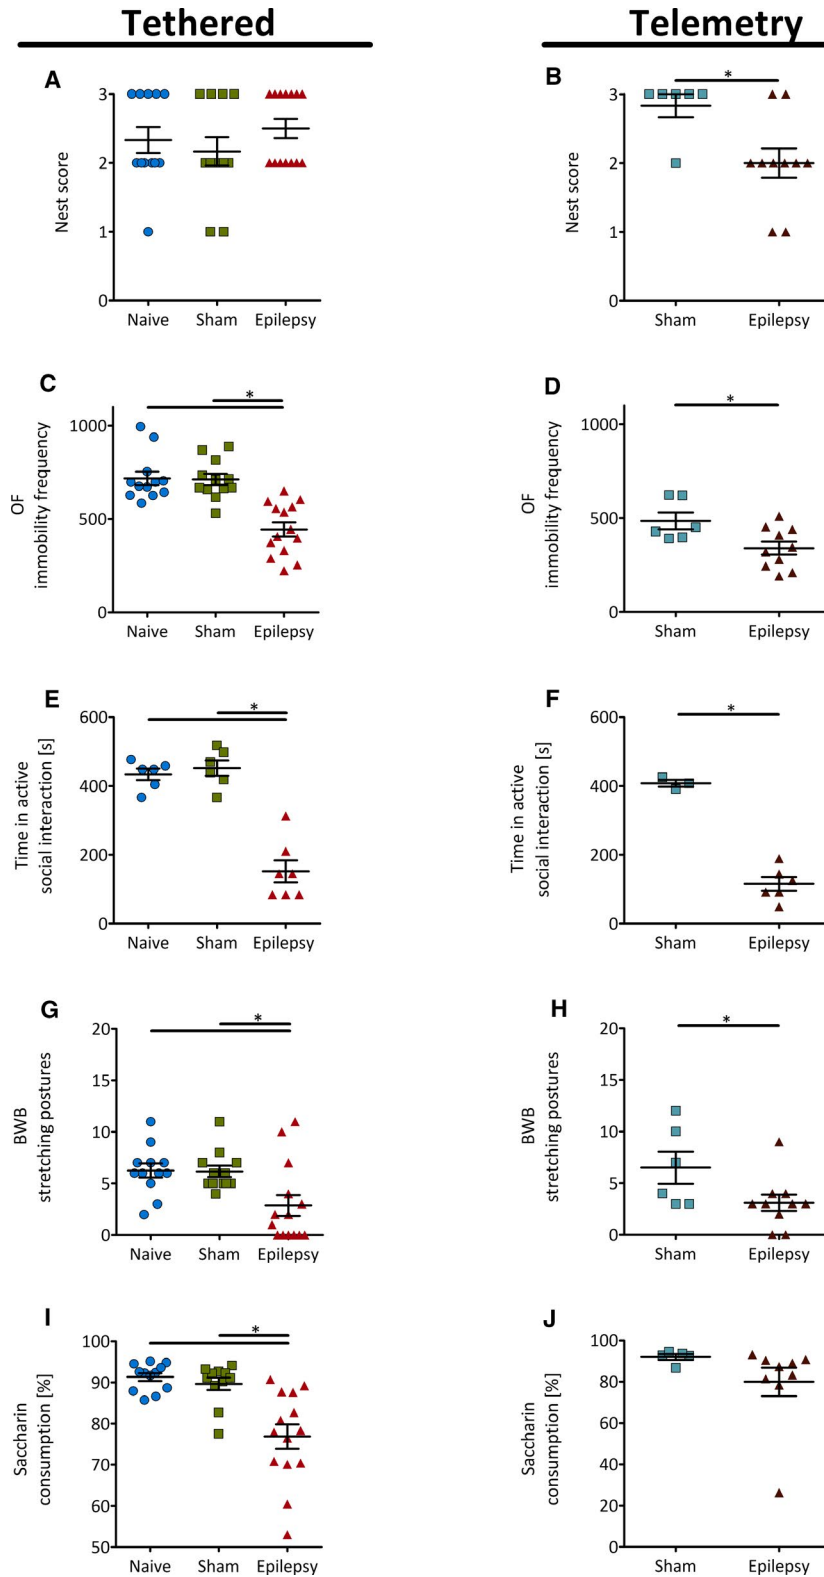 Tethered
Telemetry
A
Nest score
3
2
1
0
Naive Sham Epilepsy
B
*
Nest score
3
2
1
0
Sham Epilepsy
C
*
OF
immobility frequency
1000
500
0
Naive Sham Epilepsy
D
*
OF
immobility frequency
1000
500
0
Sham Epilepsy
E
*
Time in active
social interaction [s]
600
400
200
0
Naive Sham Epilepsy
F
*
Time in active
social interaction [s]
600
400
200
0
Sham Epilepsy
G
*
BWB
stretching postures
20
15
10
5
0
Naive Sham Epilepsy
H
*
BWB
stretching postures
20
15
10
5
0
Sham Epilepsy
I
*
Saccharin
consumption [%]
100
90
80
70
60
50
Naive Sham Epilepsy
J
Saccharin
consumption [%]
100
80
60
40
20
0
Sham Epilepsy